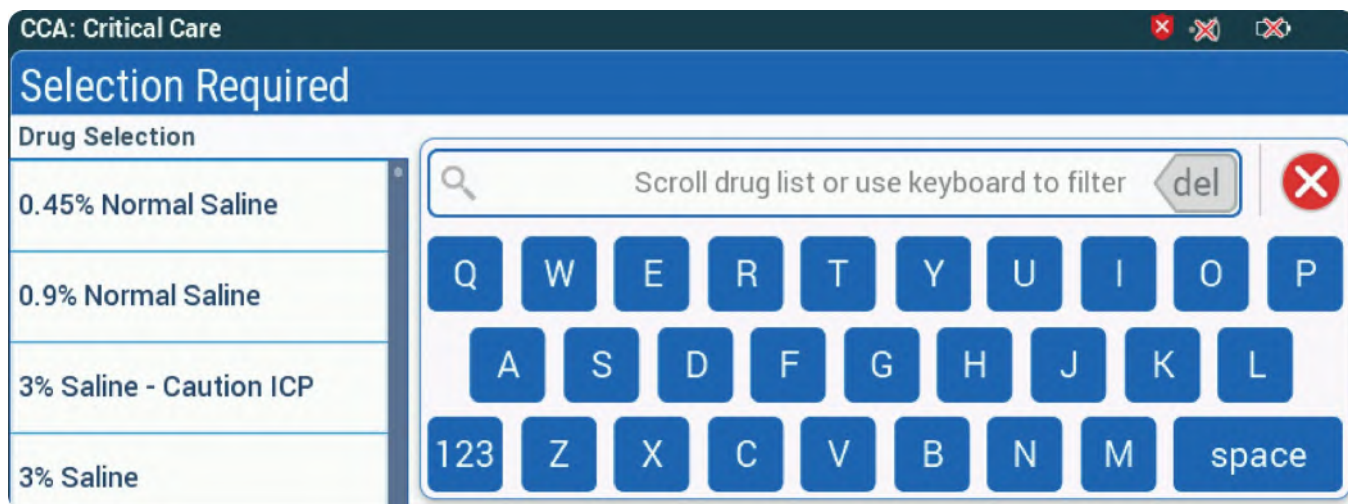 CCA: Critical Care
Selection Required
Drug Selection
0.45% Normal Saline
0.9% Normal Saline
3% Saline - Caution ICP
3% Saline
Scroll drug list or use keyboard to filter del
Q W E R T Y U I O P
A S D F G H J K L
123 Z X C V B N M space